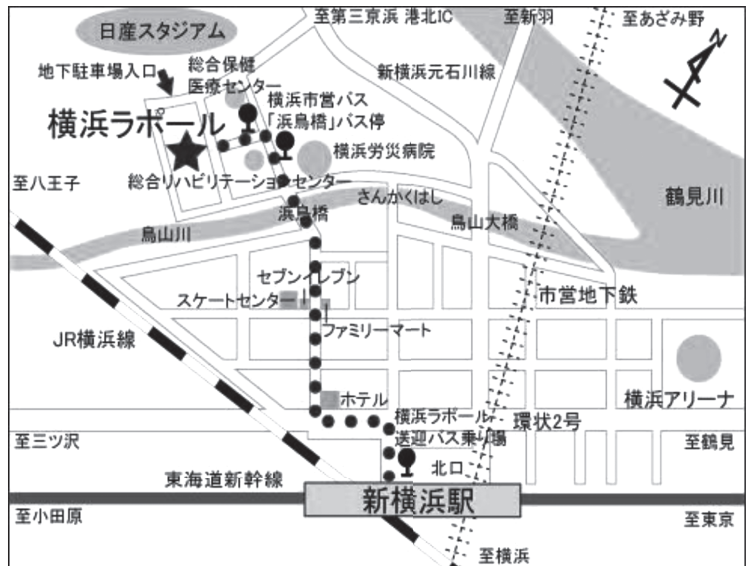 至第三京浜 港北IC
至新羽
至あざみ野
N
日産スタジアム
地下駐車場入口
総合保健
医療センター
新横浜元石川線
横浜市営バス
「浜鳥橋」バス停
横浜ラポール
横浜労災病院
至八王子
総合リハビリテーションセンター
さんかくはし
鶴見川
浜鳥橋
鳥山大橋
鳥山川
セブンイレブン
スケートセンター
市営地下鉄
ファミリーマート
JR横浜線
ホテル
横浜アリーナ
横浜ラポール
送迎バス乗り場
環状2号
至三ツ沢
至鶴見
北口
東海道新幹線
新横浜駅
至小田原
至東京
至横浜